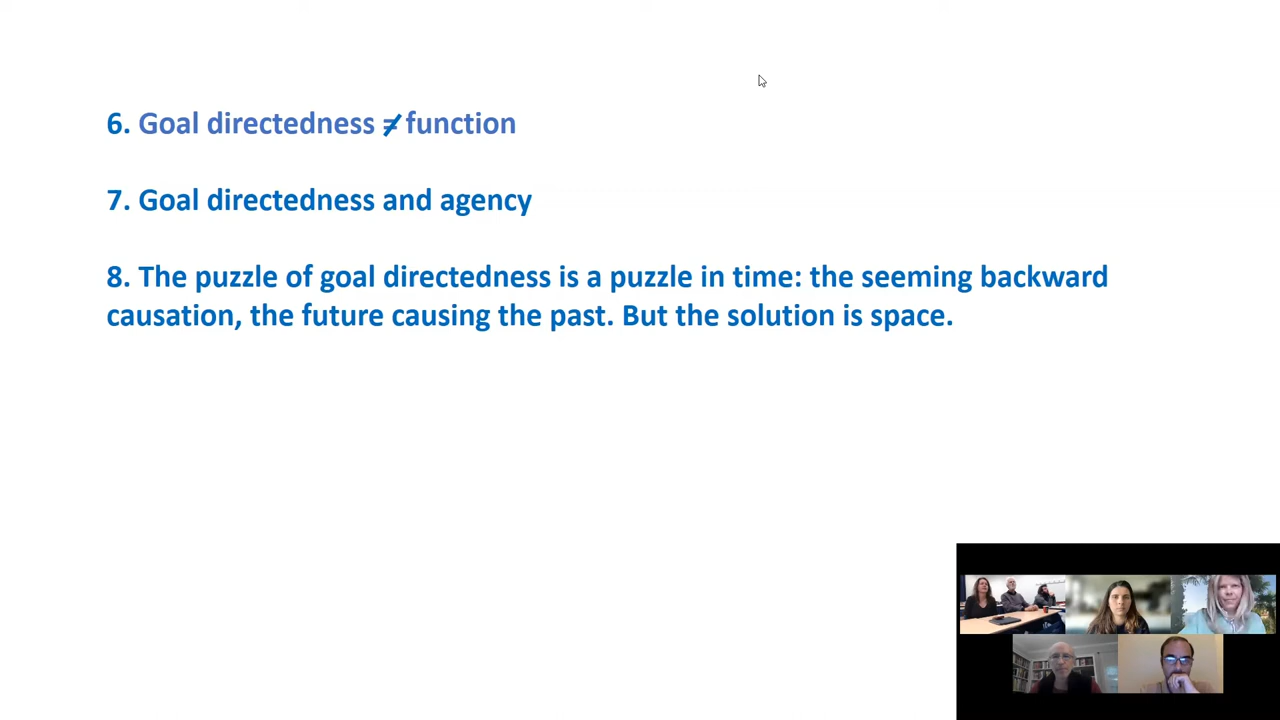 6. Goal directedness ≠ function
7. Goal directedness and agency
8. The puzzle of goal directedness is a puzzle in time: the seeming backward
causation, the future causing the past. But the solution is space.